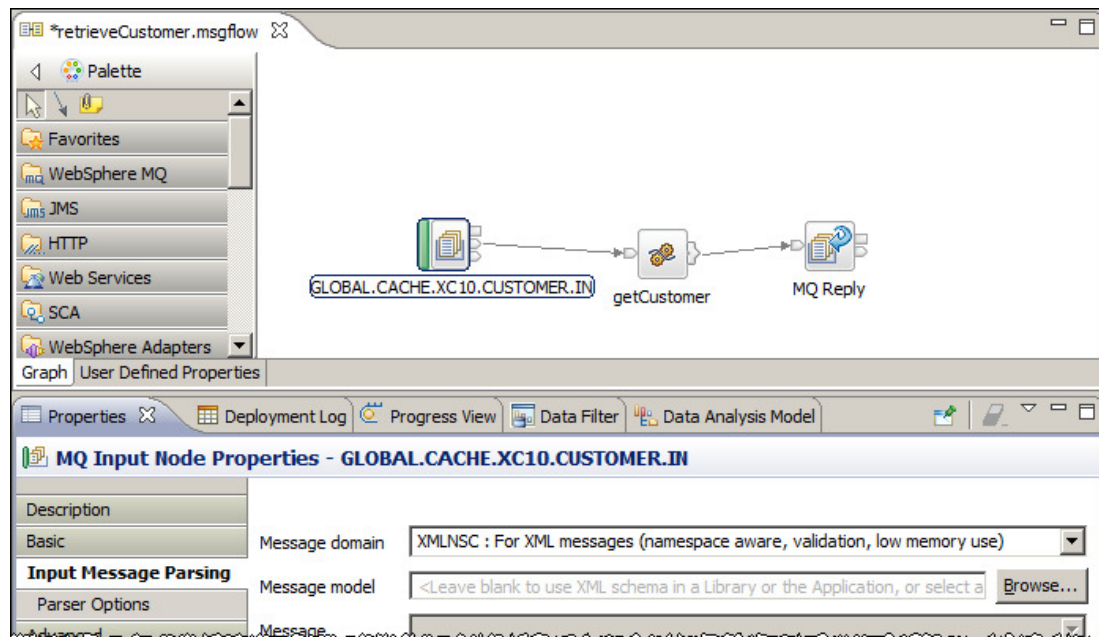 *retrieveCustomer.msgflow
Palette
Favorites
WebSphere MQ
JMS
HTTP
Web Services
SCA
WebSphere Adapters
GLOBAL.CACHE.XC10.CUSTOMER.IN
getCustomer
MQ Reply
Graph User Defined Properties
Properties Deployment Log Progress View Data Filter Data Analysis Model
MQ Input Node Properties - GLOBAL.CACHE.XC10.CUSTOMER.IN
Description
Basic
Message domain XMLNSC : For XML messages (namespace aware, validation, low memory use)
Input Message Parsing
Message model <Leave blank to use XML schema in a Library or the Application, or select a Browse...
Parser Options
Advanced
Message